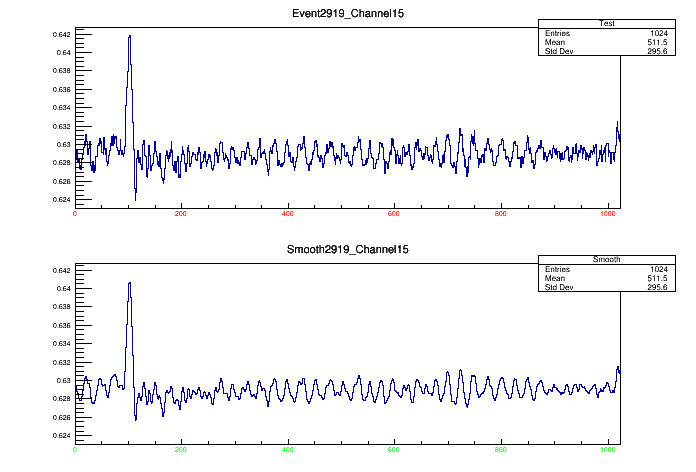 Event2919_Channel15
Test
Entries 1024
Mean 511.5
Std Dev 295.6
0.642
0.64
0.638
0.636
0.634
0.632
0.63
0.628
0.626
0.624
0 200 400 600 800 1000
Smooth2919_Channel15
Smooth
Entries 1024
Mean 511.5
Std Dev 295.6
0.642
0.64
0.638
0.636
0.634
0.632
0.63
0.628
0.626
0.624
0 200 400 600 800 1000